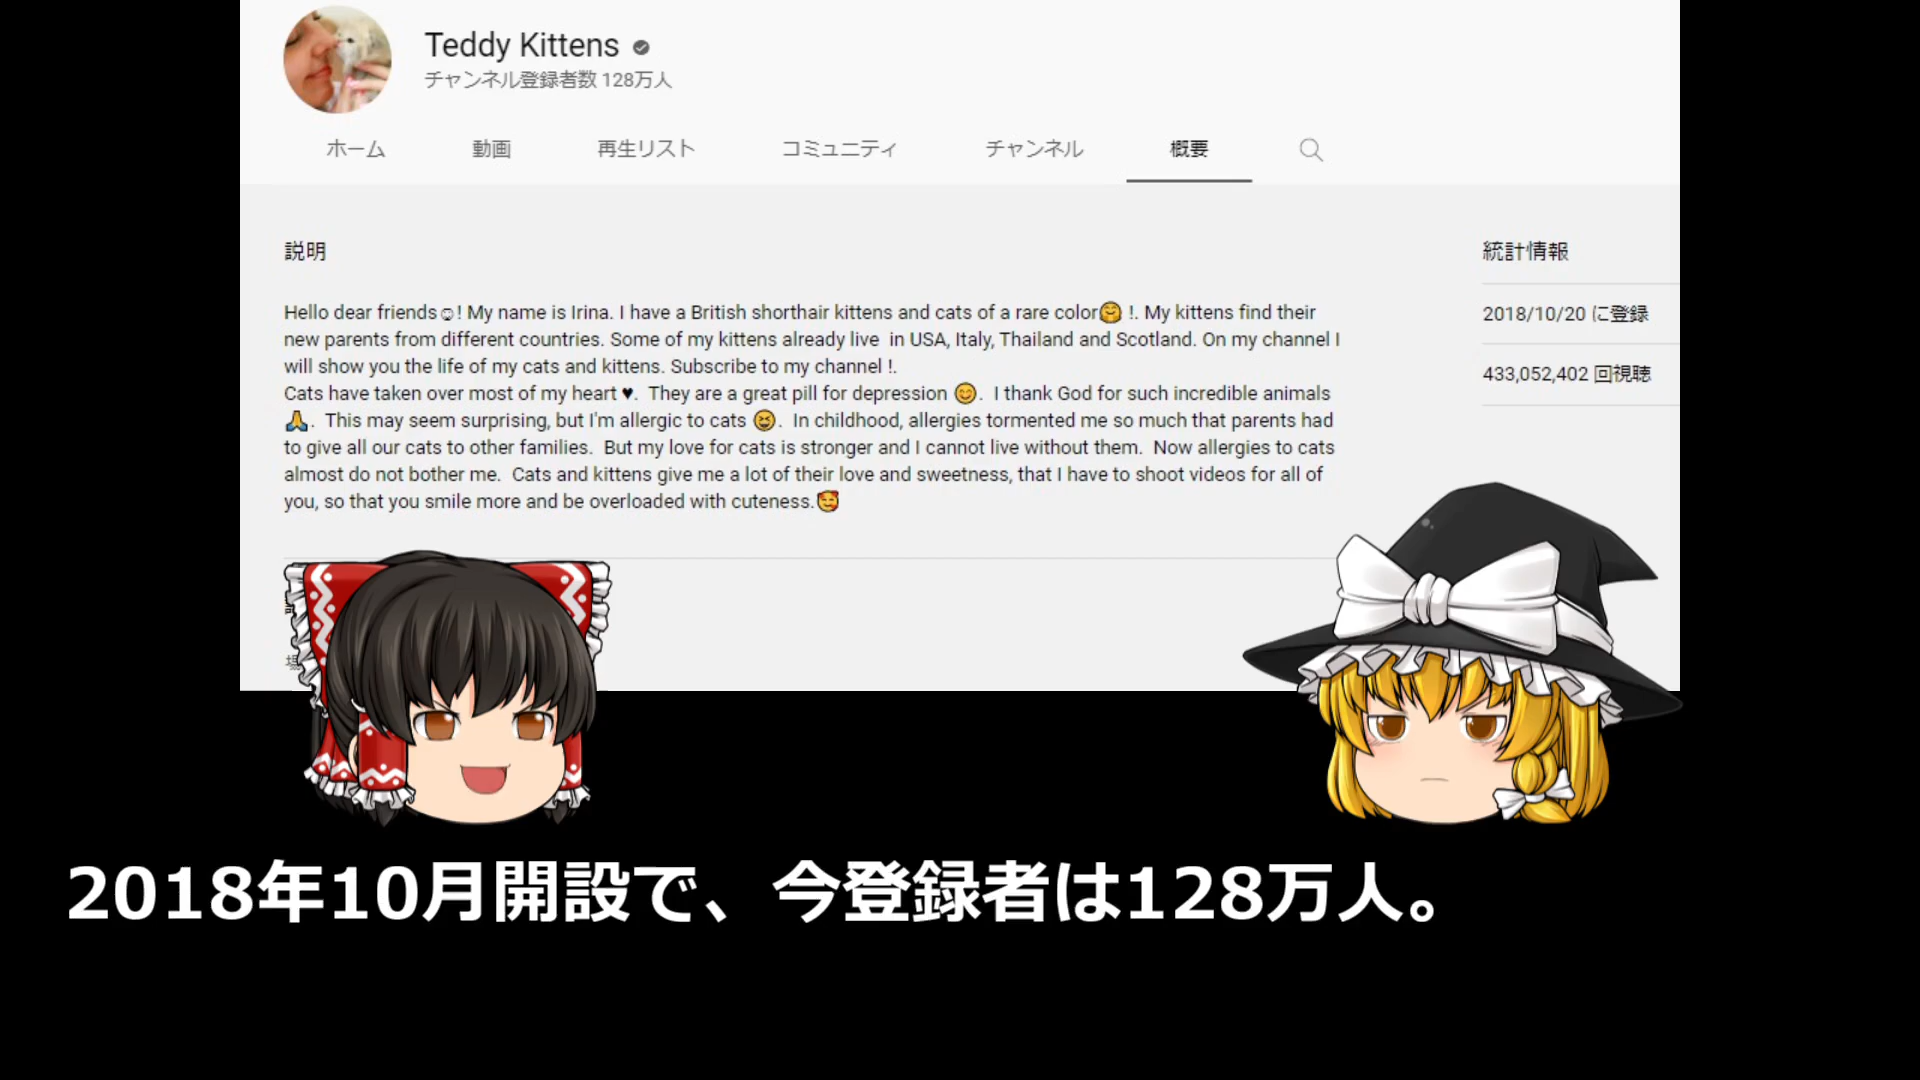 Teddy Kittens
チャンネル登録者数 128万人
ホーム 動画 再生リスト コミュニティ チャンネル 概要
説明
Hello dear friends☺! My name is Irina. I have a British shorthair kittens and cats of a rare color🤗 !. My kittens find their
new parents from different countries. Some of my kittens already live in USA, Italy, Thailand and Scotland. On my channel I
will show you the life of my cats and kittens. Subscribe to my channel !.
Cats have taken over most of my heart ♥. They are a great pill for depression 😊. I thank God for such incredible animals
🙏. This may seem surprising, but I'm allergic to cats 😆. In childhood, allergies tormented me so much that parents had
to give all our cats to other families. But my love for cats is stronger and I cannot live without them. Now allergies to cats
almost do not bother me. Cats and kittens give me a lot of their love and sweetness, that I have to shoot videos for all of
you, so that you smile more and be overloaded with cuteness.🥰
統計情報
2018/10/20 に登録
433,052,402 回視聴
2018年10月開設で、今登録者は128万人。